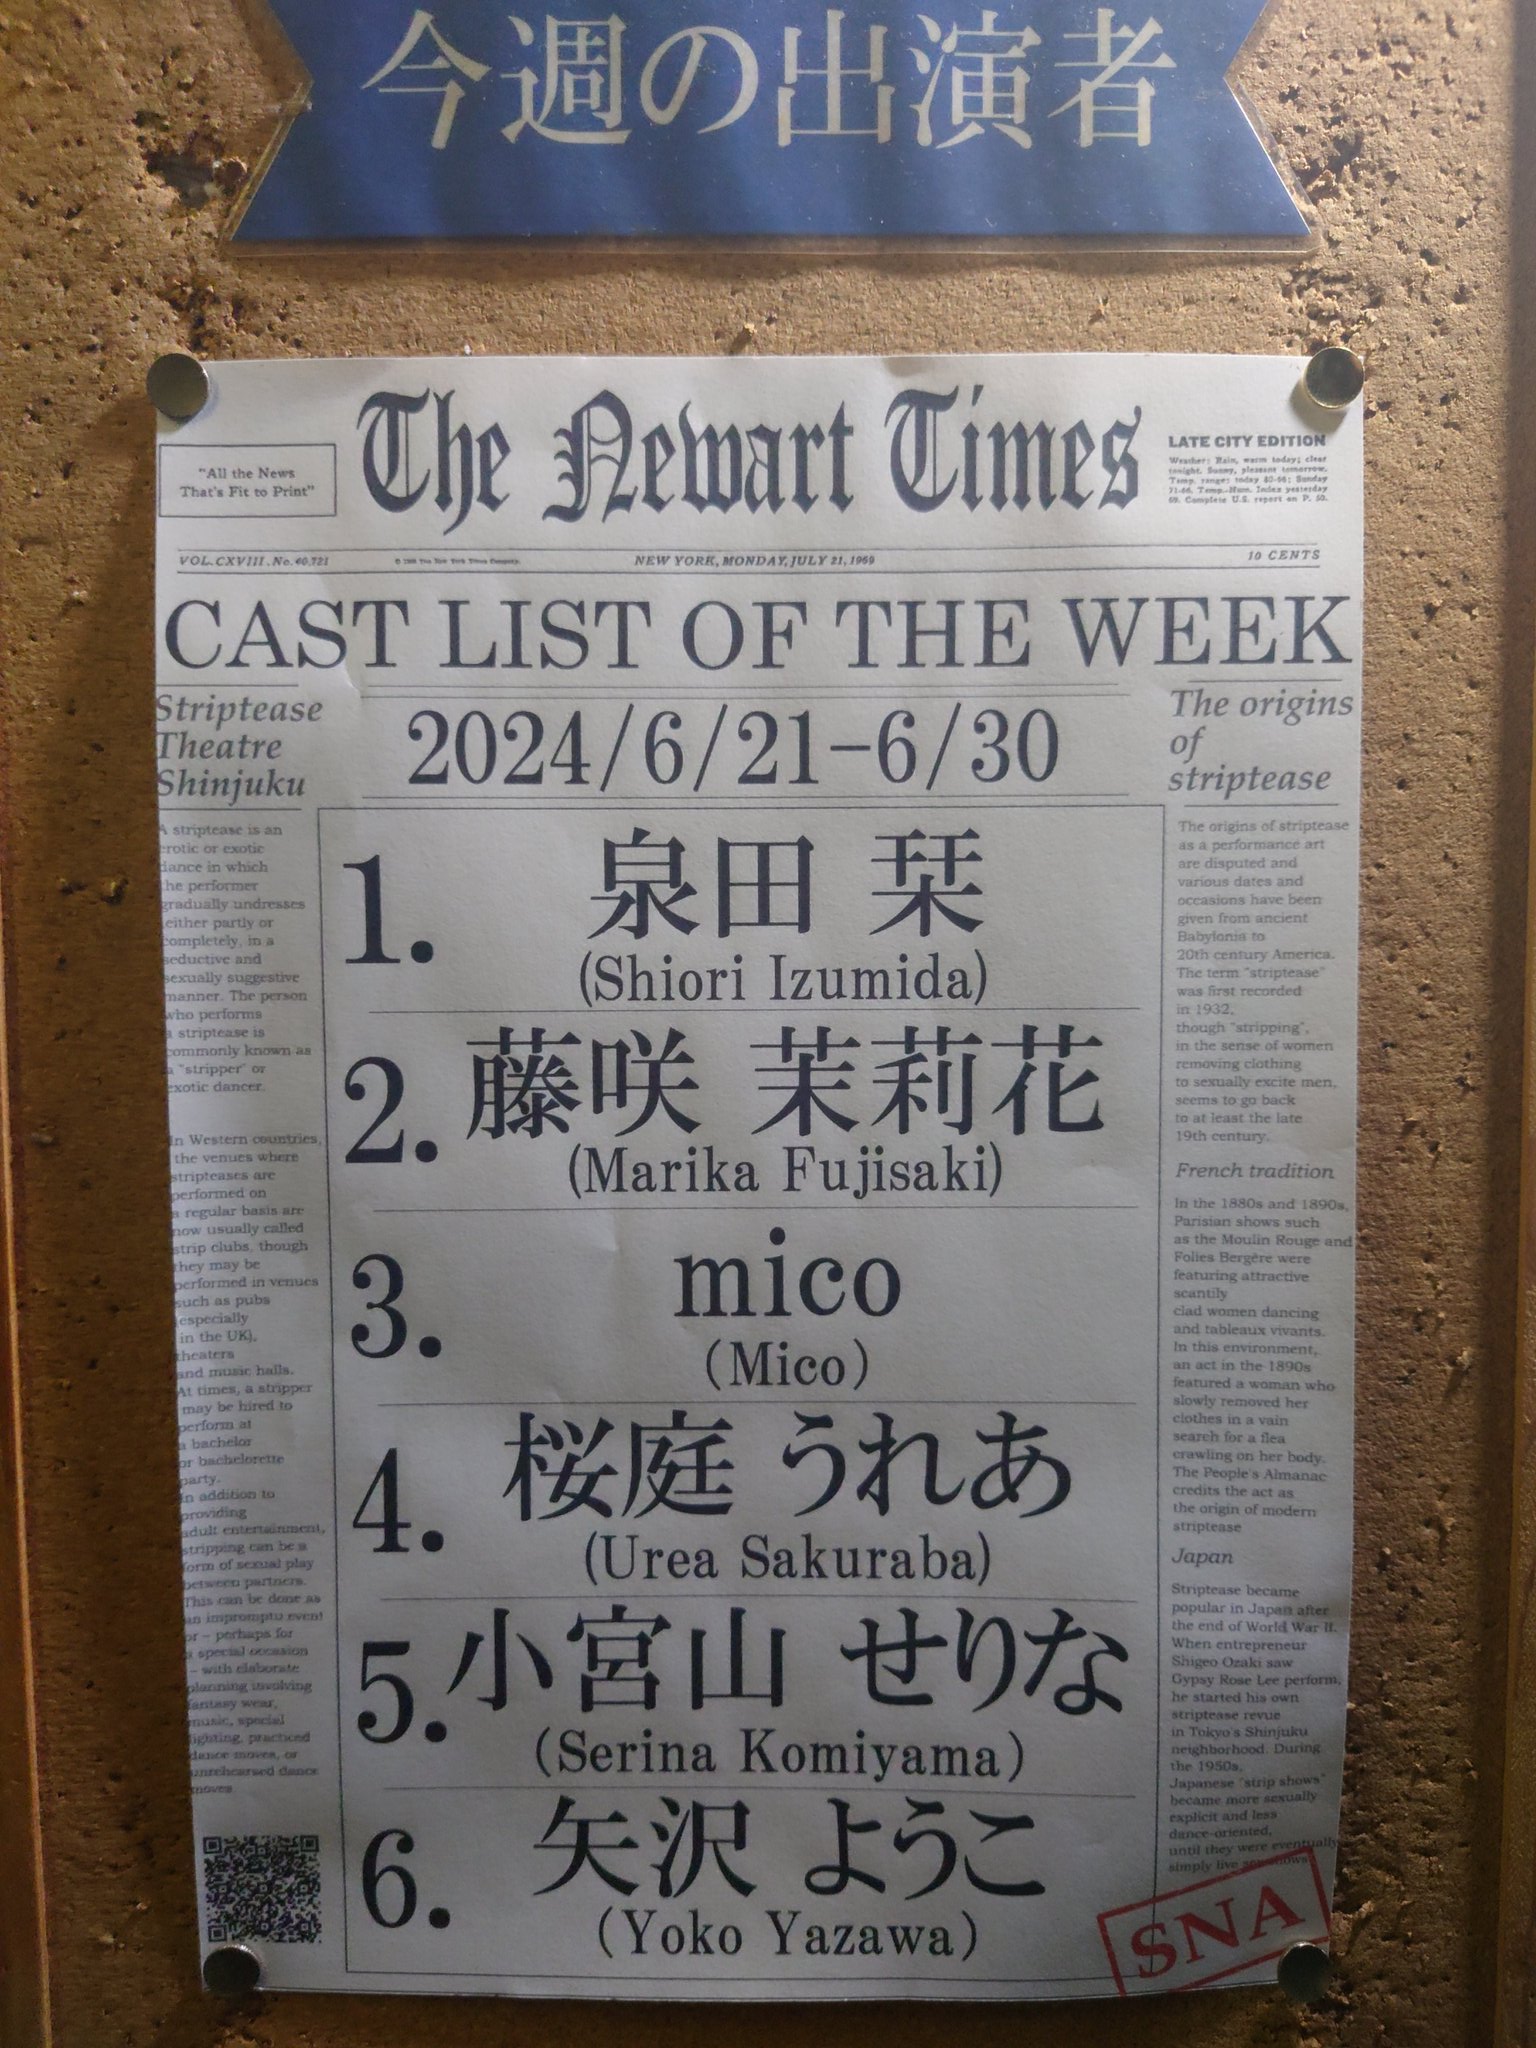 今週の出演者
"All the News
That's Fit to Print"
The Newart Times
LATE CITY EDITION
Weather: Rain, warm today; clear
tonight. Sunny, pleasant tomorrow.
Temp. range: today 80-66; Sunday
71-66. Temp.-Hum. Index yesterday
69. Complete U.S. report on P. 50.
VOL. CXVIII. No. 40,721
NEW YORK, MONDAY, JULY 21, 1969
10 CENTS
CAST LIST OF THE WEEK
2024/6/21-6/30
Striptease
Theatre
Shinjuku
A striptease is an
erotic or exotic
dance in which
the performer
gradually undresses
either partly or
completely, in a
seductive and
sexually suggestive
manner. The person
who performs
a striptease is
commonly known as
a "stripper" or
exotic dancer.
In Western countries,
the venues where
stripteases are
performed on
a regular basis are
now usually called
strip clubs, though
they may be
performed in venues
such as pubs
(especially
in the UK),
theaters
and music halls.
At times, a stripper
may be hired to
perform at
a bachelor
or bachelorette
party.
In addition to
providing
adult entertainment,
stripping can be a
form of sexual play
between partners.
This can be done as
an impromptu event
or – perhaps for
a special occasion
– with elaborate
planning involving
fantasy wear,
music, special
lighting, practiced
dance moves, or
unrehearsed dance
moves
1. 泉田 栞
(Shiori Izumida)
2. 藤咲 茉莉花
(Marika Fujisaki)
3. mico
(Mico)
4. 桜庭 うれあ
(Urea Sakuraba)
5. 小宮山 せりな
(Serina Komiyama)
6. 矢沢 ようこ
(Yoko Yazawa)
The origins
of
striptease
The origins of striptease
as a performance art
are disputed and
various dates and
occasions have been
given from ancient
Babylonia to
20th century America.
The term "striptease"
was first recorded
in 1932,
though "stripping",
in the sense of women
removing clothing
to sexually excite men,
seems to go back
to at least the late
19th century.
French tradition
In the 1880s and 1890s,
Parisian shows such
as the Moulin Rouge and
Folies Bergère were
featuring attractive
scantily
clad women dancing
and tableaux vivants.
In this environment,
an act in the 1890s
featured a woman who
slowly removed her
clothes in a vain
search for a flea
crawling on her body.
The People's Almanac
credits the act as
the origin of modern
striptease
Japan
Striptease became
popular in Japan after
the end of World War II.
When entrepreneur
Shigeo Ozaki saw
Gypsy Rose Lee perform,
he started his own
striptease revue
in Tokyo's Shinjuku
neighborhood. During
the 1950s,
Japanese "strip shows"
became more sexually
explicit and less
dance-oriented,
until they were eventually
simply live
SNA